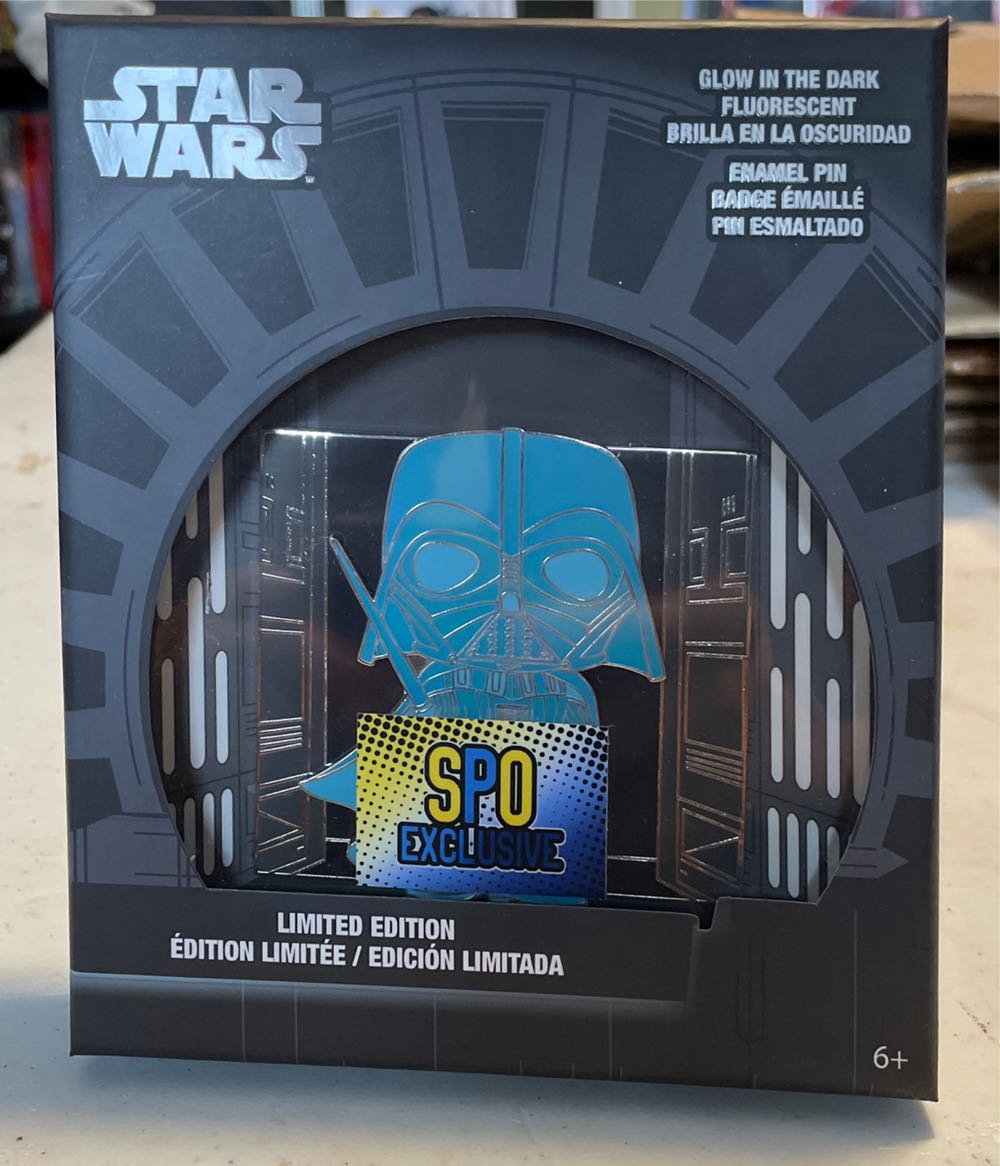 STAR
WARS
TM
GLOW IN THE DARK
FLUORESCENT
BRILLA EN LA OSCURIDAD
ENAMEL PIN
BADGE ÉMAILLÉ
PIN ESMALTADO
SPO
EXCLUSIVE
LIMITED EDITION
ÉDITION LIMITÉE / EDICIÓN LIMITADA
6+